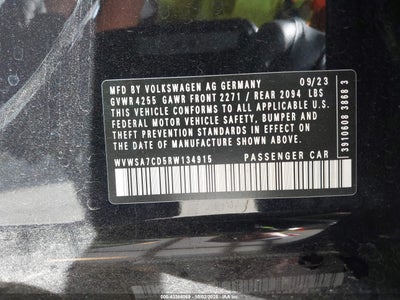 MFD BY VOLKSWAGEN AG GERMANY 09/23
GVWR 4255 GAWR FRONT 2271 / REAR 2094 LBS
THIS VEHICLE CONFORMS TO ALL APPLICABLE U.S.
FEDERAL MOTOR VEHICLE SAFETY, BUMPER AND
THEFT PREVENTION STANDARDS IN EFFECT ON
THE DATE OF MANUFACTURE SHOWN ABOVE.
WVWSA7CD5RW134915 PASSENGER CAR
3910608 3868 3